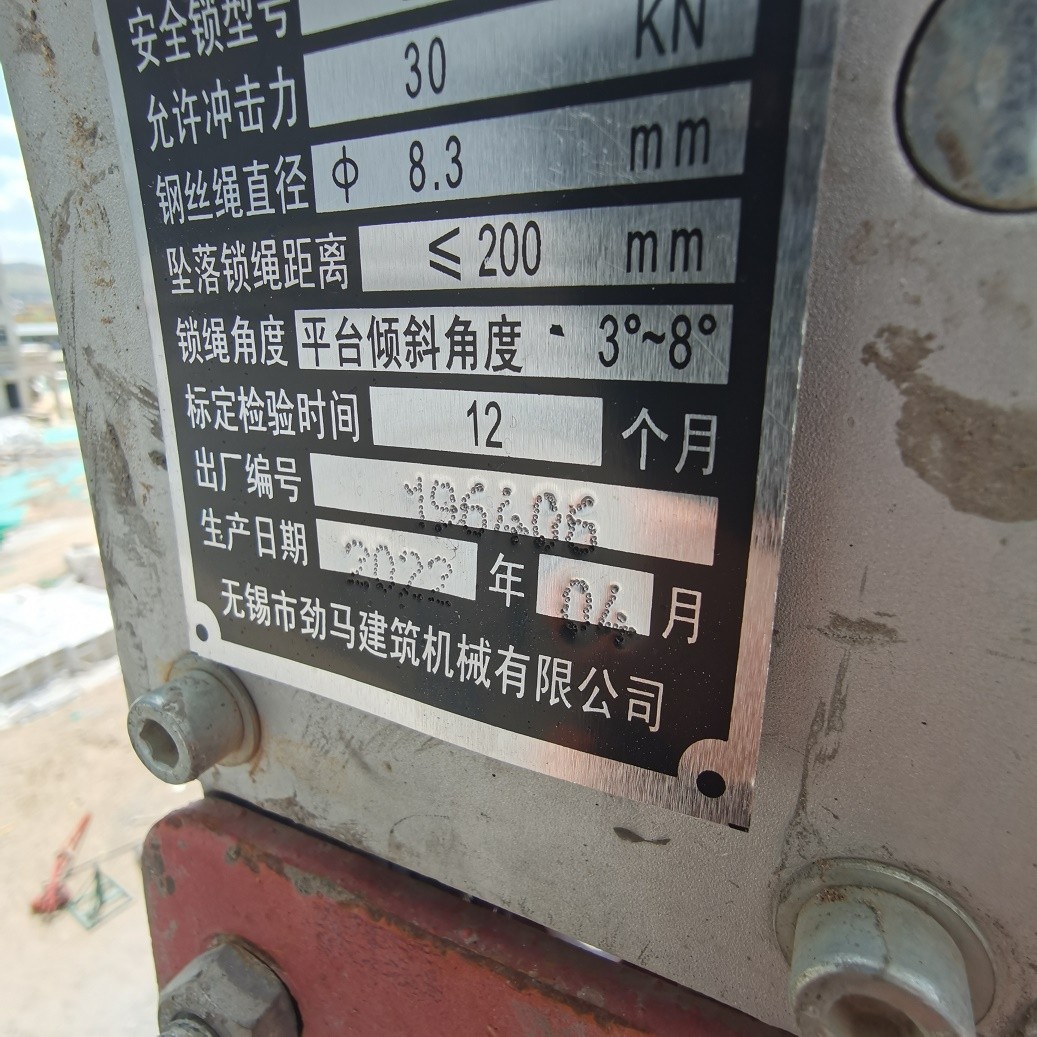 安全锁型号
允许冲击力 30 KN
钢丝绳直径 ф 8.3 mm
坠落锁绳距离 ≤200 mm
锁绳角度 平台倾斜角度 3°~8°
标定检验时间 12 个月
出厂编号 196406
生产日期 2022 年 04 月
无锡市劲马建筑机械有限公司